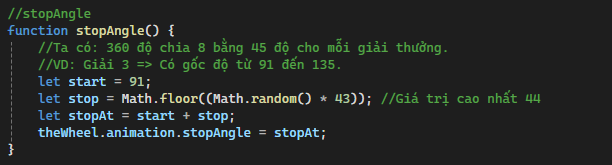 //stopAngle
function stopAngle() {
//Ta có: 360 độ chia 8 bằng 45 độ cho mỗi giải thưởng.
//VD: Giải 3 => Có gốc độ từ 91 đến 135.
let start = 91;
let stop = Math.floor((Math.random() * 43)); //Giá trị cao nhất 44
let stopAt = start + stop;
theWheel.animation.stopAngle = stopAt;
}